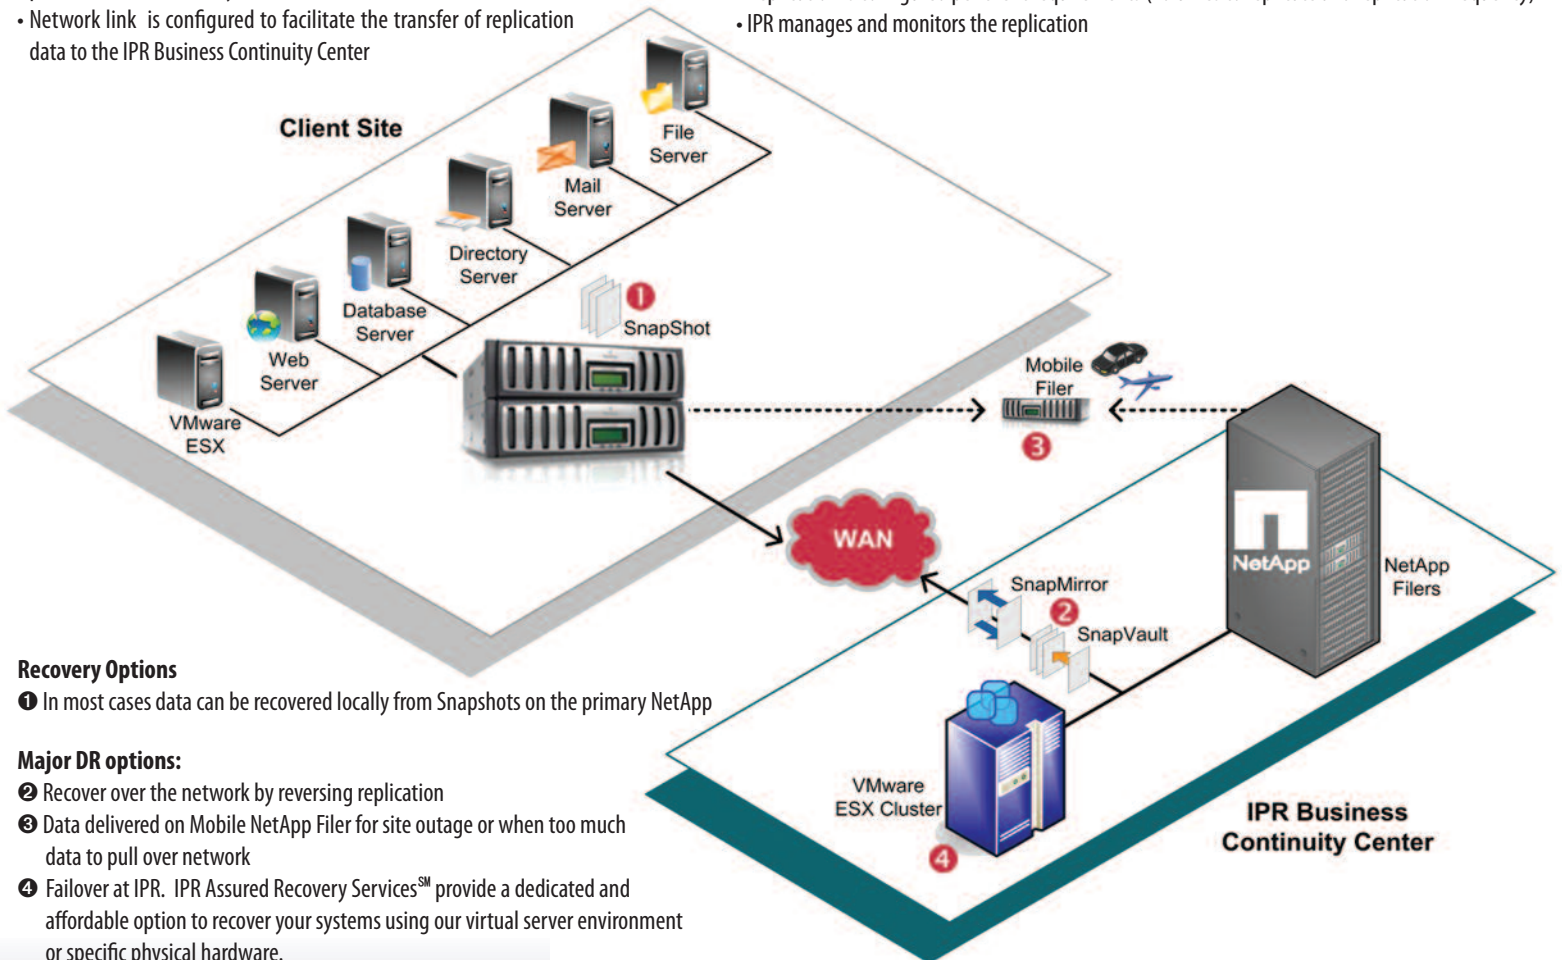 • Network link is configured to facilitate the transfer of replication
data to the IPR Business Continuity Center
• IPR manages and monitors the replication
Client Site
File
Server
Mail
Server
Directory
Server
Database
Server
Web
Server
VMware
ESX
❶
SnapShot
Mobile
Filer
❸
WAN
NetApp
NetApp
Filers
SnapMirror
❷
SnapVault
VMware
ESX Cluster
❹
IPR Business
Continuity Center
Recovery Options
❶ In most cases data can be recovered locally from Snapshots on the primary NetApp
Major DR options:
❷ Recover over the network by reversing replication
❸ Data delivered on Mobile NetApp Filer for site outage or when too much
data to pull over network
❹ Failover at IPR. IPR Assured Recovery Services℠ provide a dedicated and
affordable option to recover your systems using our virtual server environment
or specific physical hardware.